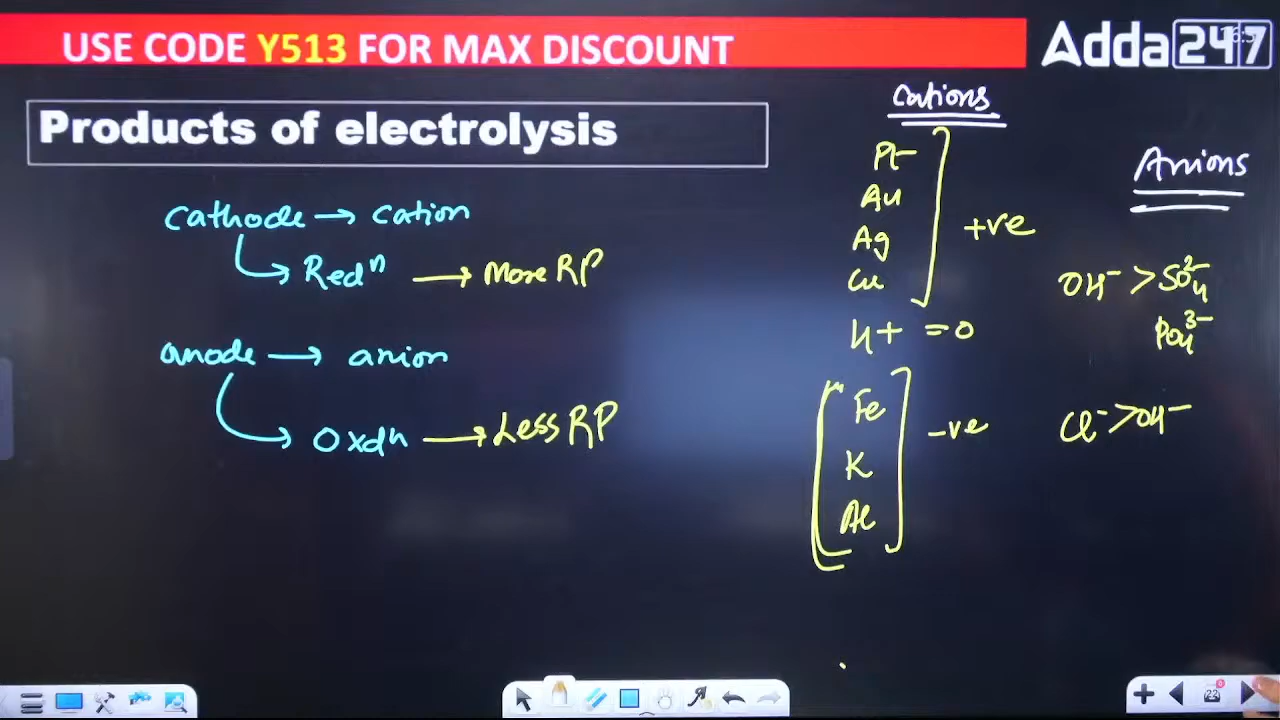 USE CODE Y513 FOR MAX DISCOUNT
Adda247
Products of electrolysis
Cathode → Cation
Redⁿ → More RP
anode → anion
Oxdⁿ → Less RP
Cations
Pt
Au
Ag
Cu
+ve
H+ = 0
Fe
K
Al
-ve
Anions
OH⁻ > SO₄²⁻
PO₄³⁻
Cl⁻ > OH⁻
23